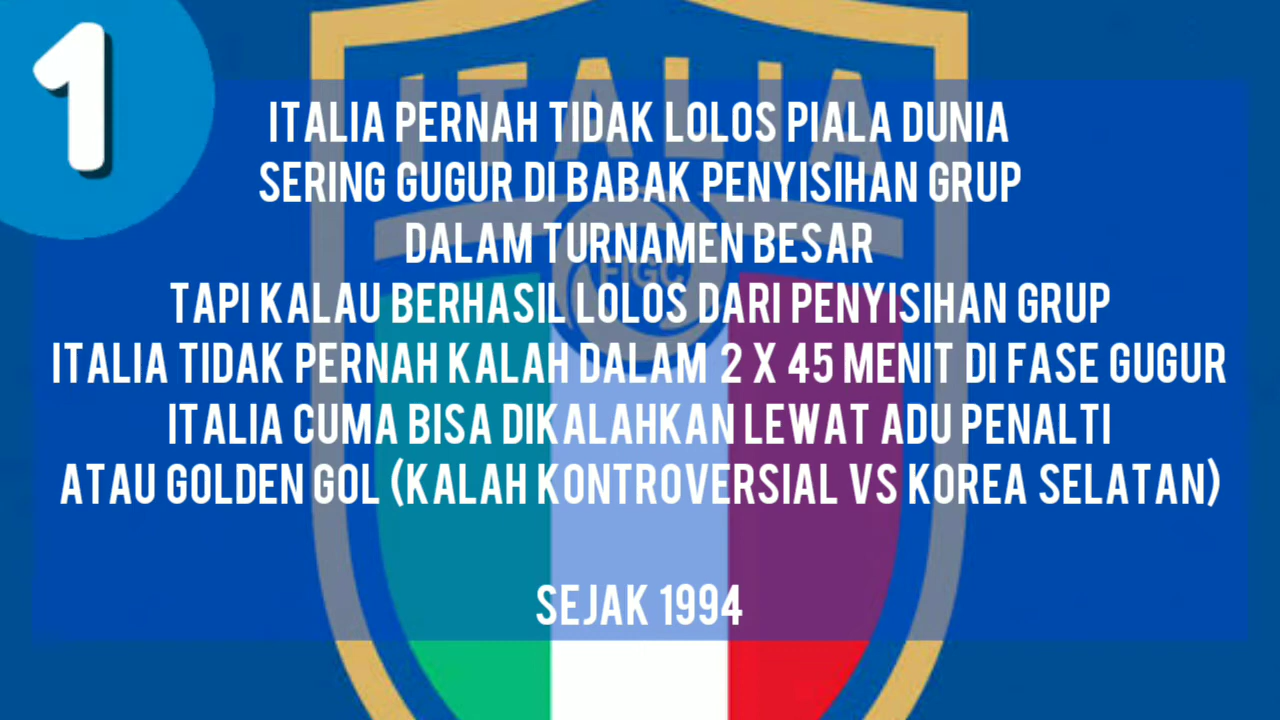 1
ITALIA
FIGC
ITALIA PERNAH TIDAK LOLOS PIALA DUNIA
SERING GUGUR DI BABAK PENYISIHAN GRUP
DALAM TURNAMEN BESAR
TAPI KALAU BERHASIL LOLOS DARI PENYISIHAN GRUP
ITALIA TIDAK PERNAH KALAH DALAM 2 X 45 MENIT DI FASE GUGUR
ITALIA CUMA BISA DIKALAHKAN LEWAT ADU PENALTI
ATAU GOLDEN GOL (KALAH KONTROVERSIAL VS KOREA SELATAN)
SEJAK 1994